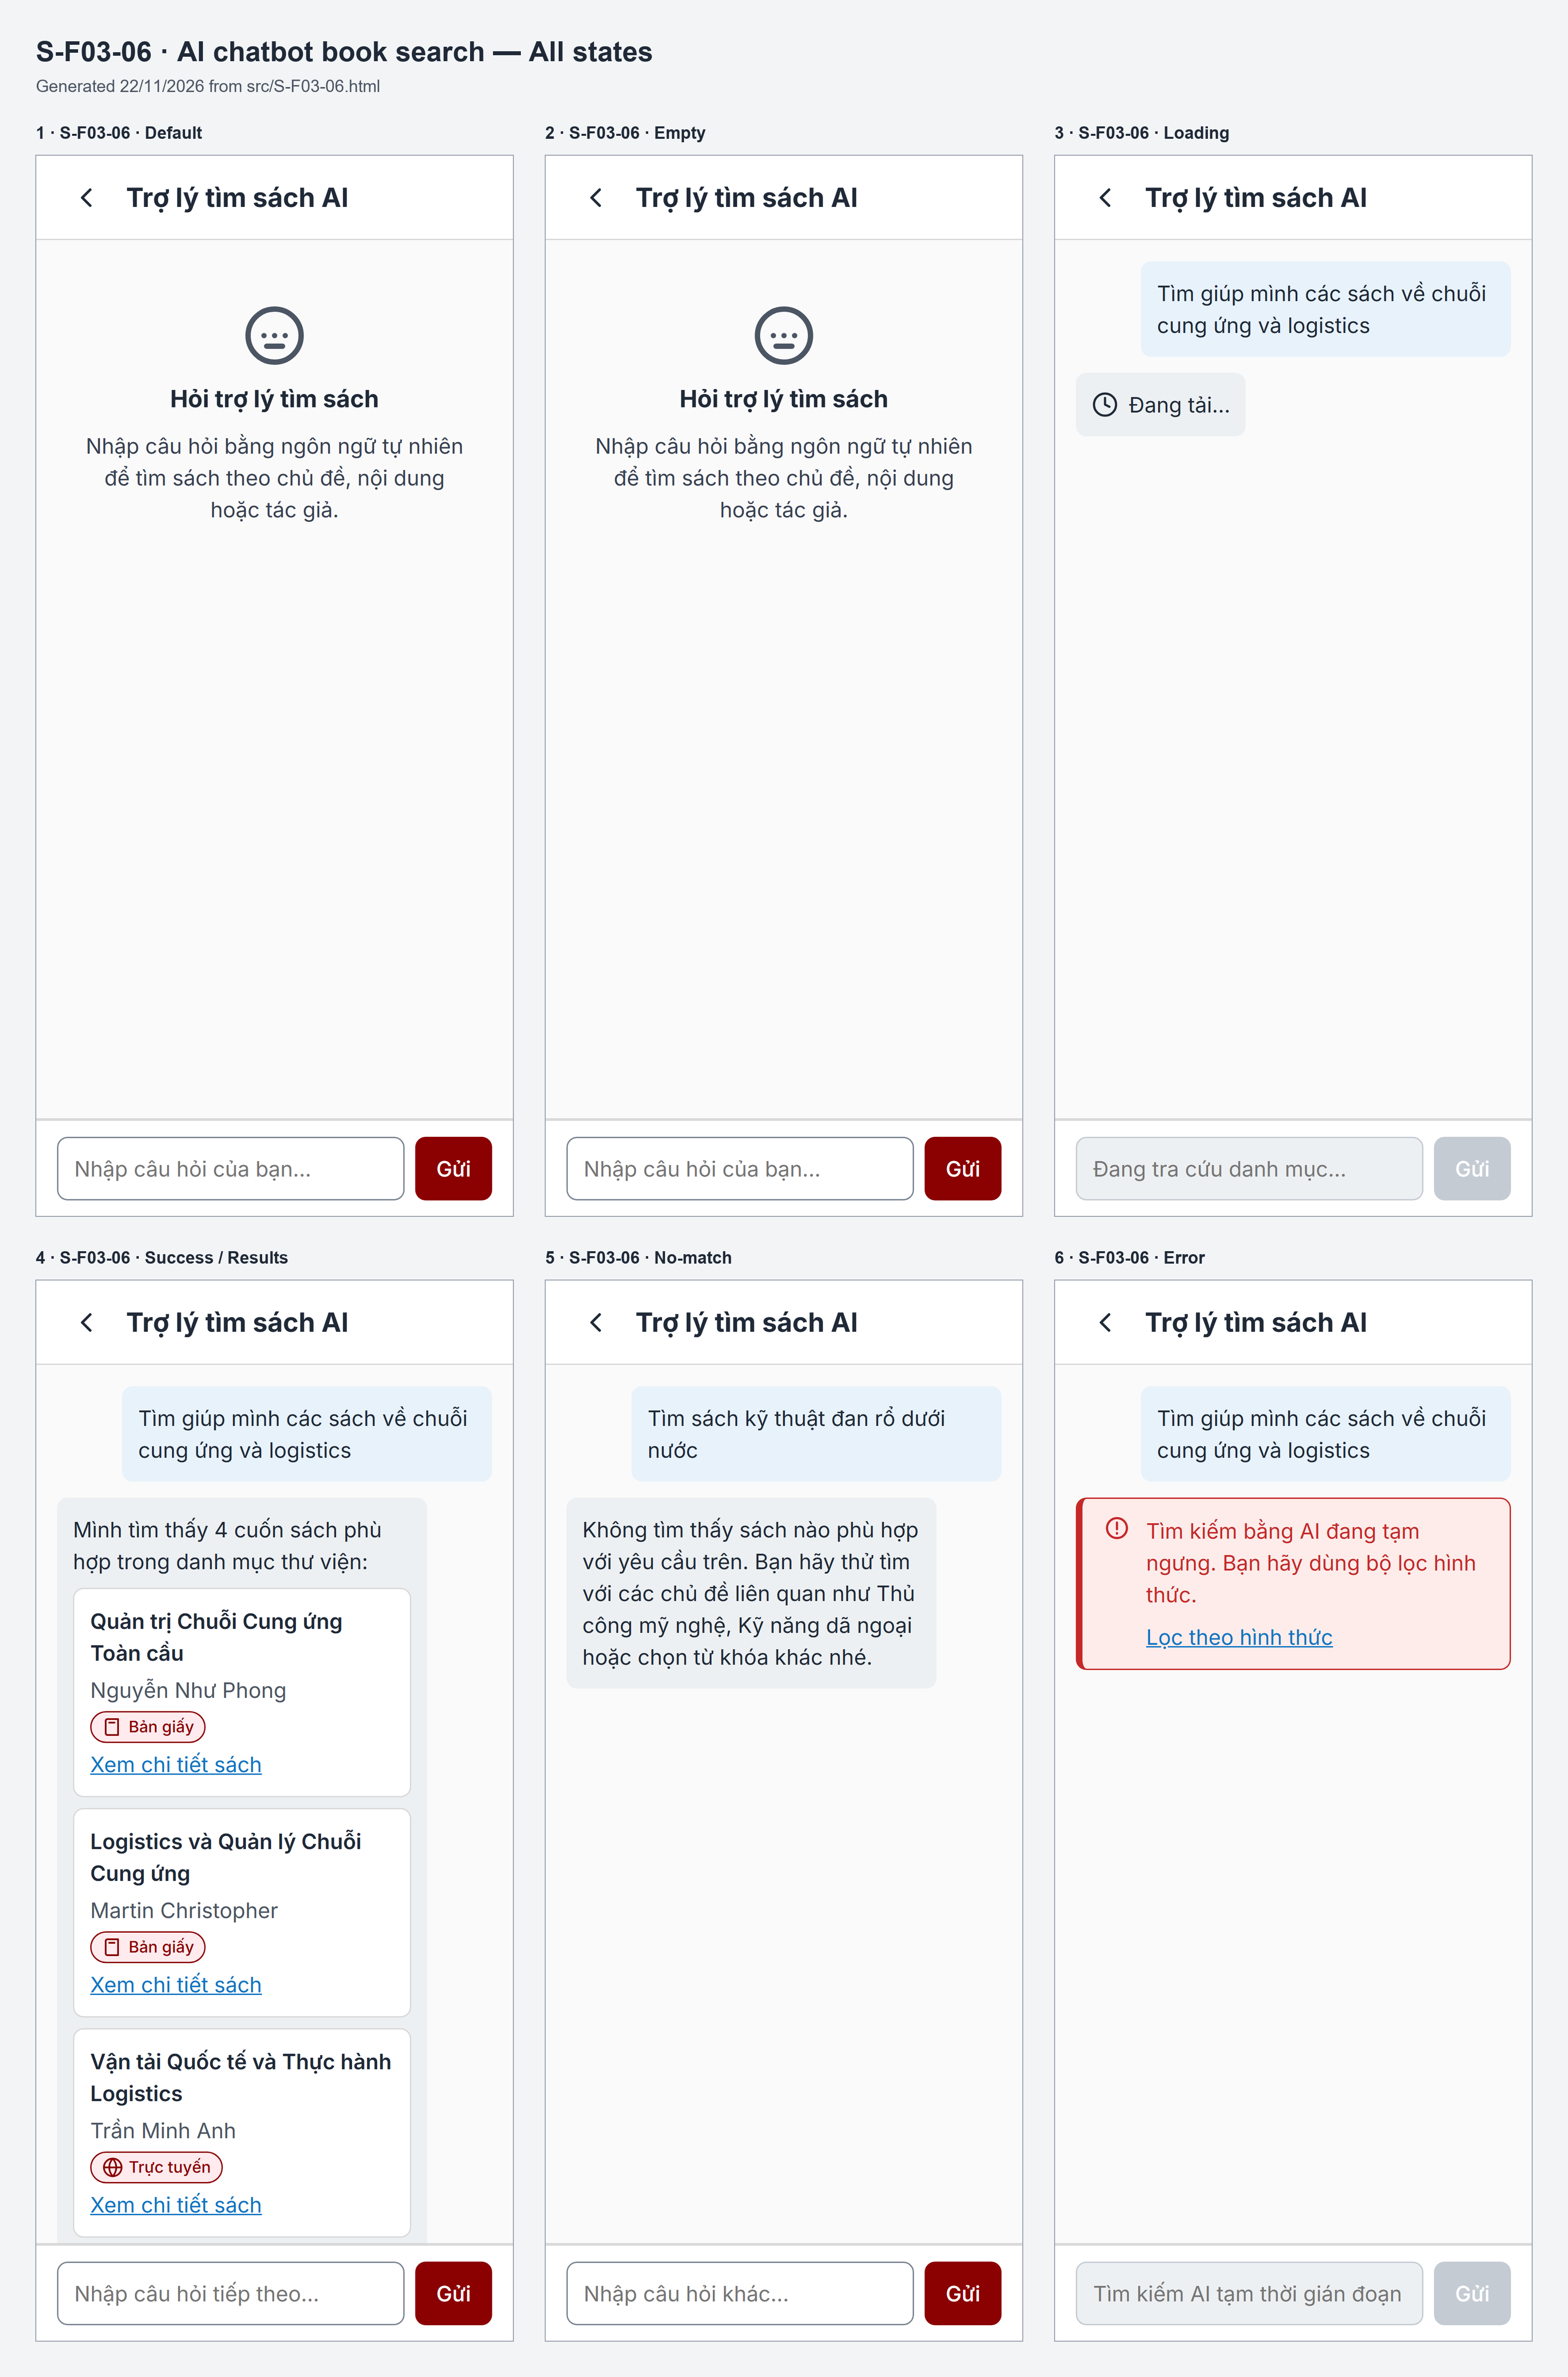 S-F03-06 · AI chatbot book search — All states
Generated 22/11/2026 from src/S-F03-06.html
1 · S-F03-06 · Default
Trợ lý tìm sách AI
Hỏi trợ lý tìm sách
Nhập câu hỏi bằng ngôn ngữ tự nhiên
để tìm sách theo chủ đề, nội dung
hoặc tác giả.
Nhập câu hỏi của bạn...
Gửi
2 · S-F03-06 · Empty
Trợ lý tìm sách AI
Hỏi trợ lý tìm sách
Nhập câu hỏi bằng ngôn ngữ tự nhiên
để tìm sách theo chủ đề, nội dung
hoặc tác giả.
Nhập câu hỏi của bạn...
Gửi
3 · S-F03-06 · Loading
Trợ lý tìm sách AI
Tìm giúp mình các sách về chuỗi
cung ứng và logistics
Đang tải...
Đang tra cứu danh mục...
Gửi
4 · S-F03-06 · Success / Results
Trợ lý tìm sách AI
Tìm giúp mình các sách về chuỗi
cung ứng và logistics
Mình tìm thấy 4 cuốn sách phù
hợp trong danh mục thư viện:
Quản trị Chuỗi Cung ứng
Toàn cầu
Nguyễn Như Phong
Bản giấy
Xem chi tiết sách
Logistics và Quản lý Chuỗi
Cung ứng
Martin Christopher
Bản giấy
Xem chi tiết sách
Vận tải Quốc tế và Thực hành
Logistics
Trần Minh Anh
Trực tuyến
Xem chi tiết sách
Nhập câu hỏi tiếp theo...
Gửi
5 · S-F03-06 · No-match
Trợ lý tìm sách AI
Tìm sách kỹ thuật đan rổ dưới
nước
Không tìm thấy sách nào phù hợp
với yêu cầu trên. Bạn hãy thử tìm
với các chủ đề liên quan như Thủ
công mỹ nghệ, Kỹ năng dã ngoại
hoặc chọn từ khóa khác nhé.
Nhập câu hỏi khác...
Gửi
6 · S-F03-06 · Error
Trợ lý tìm sách AI
Tìm giúp mình các sách về chuỗi
cung ứng và logistics
Tìm kiếm bằng AI đang tạm
ngưng. Bạn hãy dùng bộ lọc hình
thức.
Lọc theo hình thức
Tìm kiếm AI tạm thời gián đoạn
Gửi